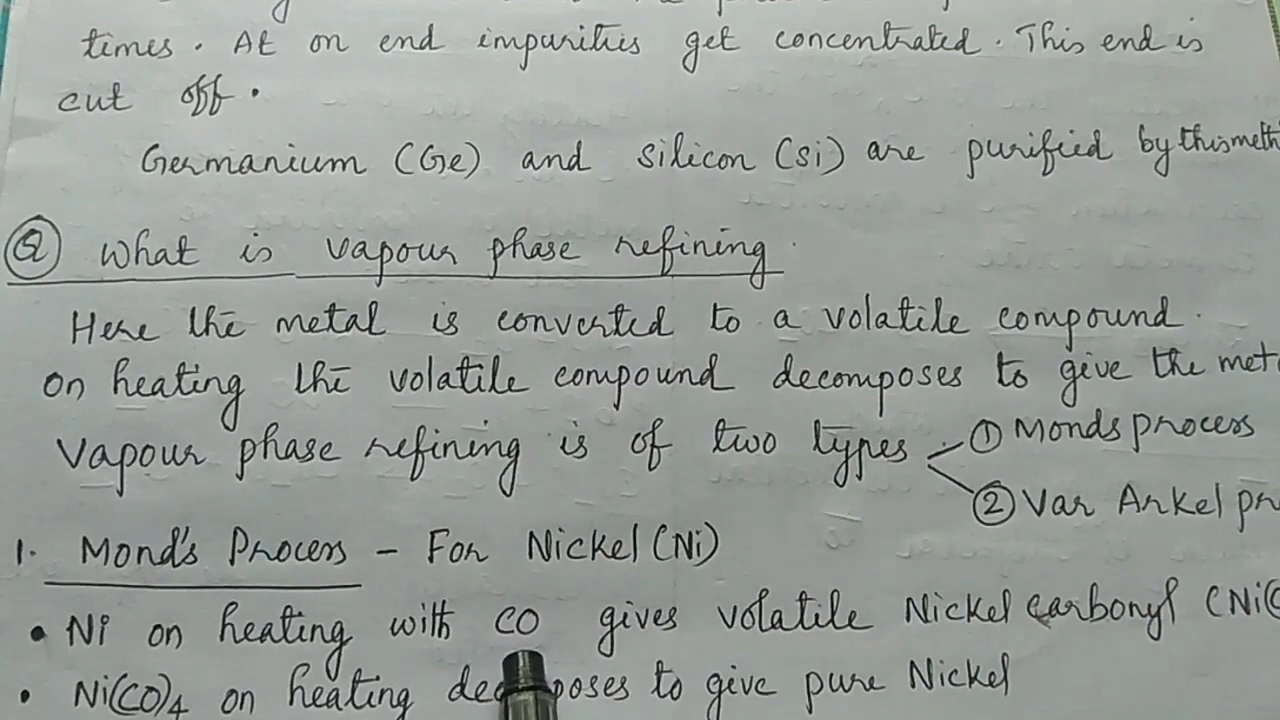 times. At on end impurities get concentrated. This end is
cut off.
Germanium (Ge) and silicon (Si) are purified by this meth
Q What is vapour phase refining
Here the metal is converted to a volatile compound.
on heating the volatile compound decomposes to give the met
Vapour phase refining is of two types
① Monds process
② Van Arkel pr
1. Mond's Process - For Nickel (Ni)
• Ni on heating with CO gives volatile Nickel carbonyl (Ni(C
• Ni(CO)4 on heating decomposes to give pure Nickel